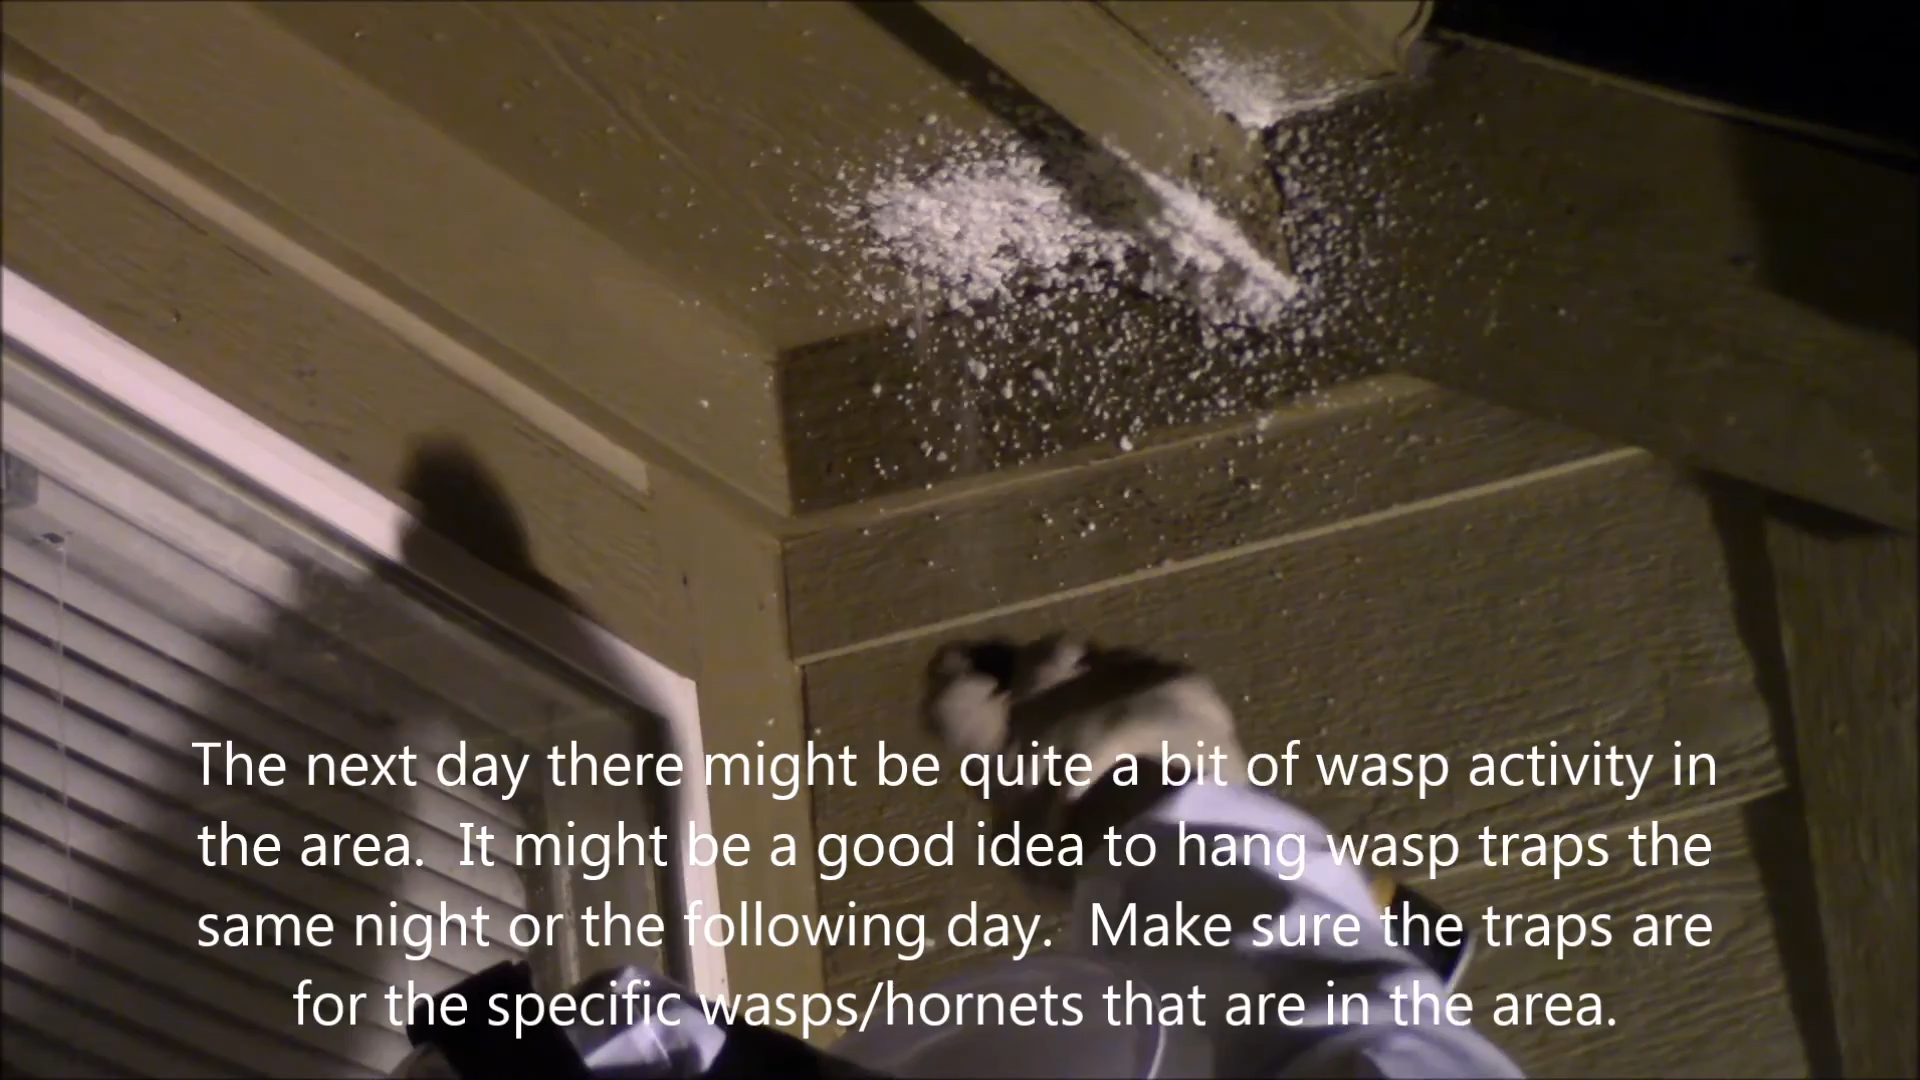 The next day there might be quite a bit of wasp activity in
the area.  It might be a good idea to hang wasp traps the
same night or the following day.  Make sure the traps are
for the specific wasps/hornets that are in the area.